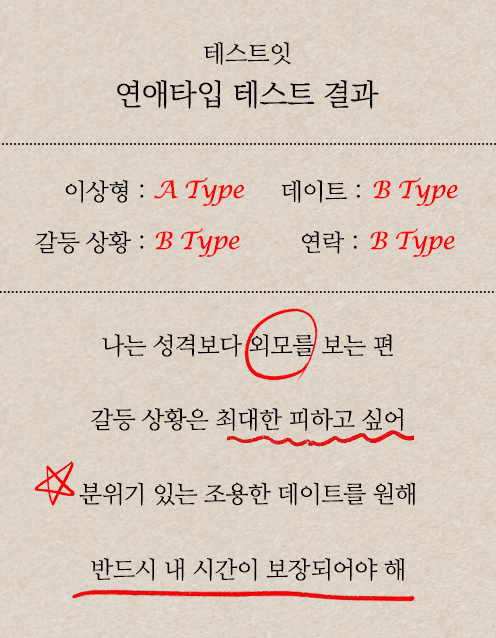 테스트잇
연애타입 테스트 결과
이상형 : A Type 데이트 : B Type
갈등 상황 : B Type 연락 : B Type
나는 성격보다 외모를 보는 편
갈등 상황은 최대한 피하고 싶어
분위기 있는 조용한 데이트를 원해
반드시 내 시간이 보장되어야 해